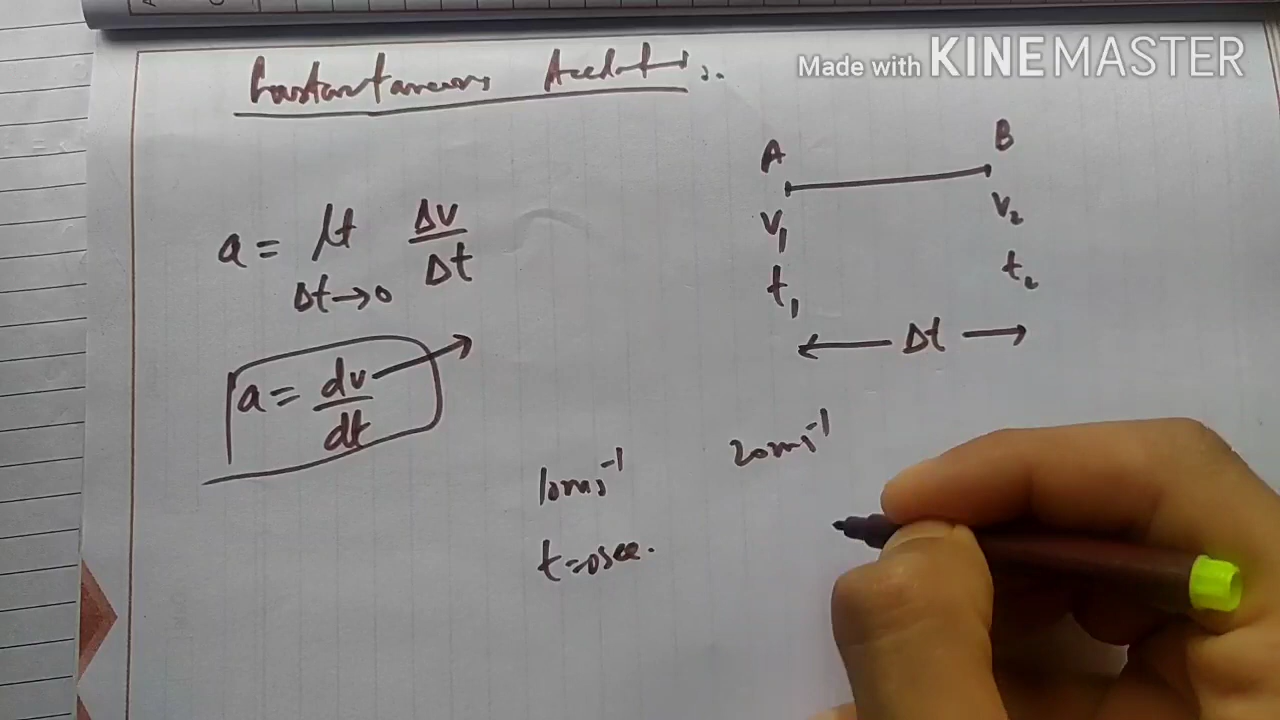 Made with KINEMASTER
Instantaneous Acceleration:.
A B
a = lt Δv/Δt
Δt→0
V₁ V₂
t₁ t₂
Δt
a = dv/dt
10ms⁻¹ 20ms⁻¹
t=0sec.